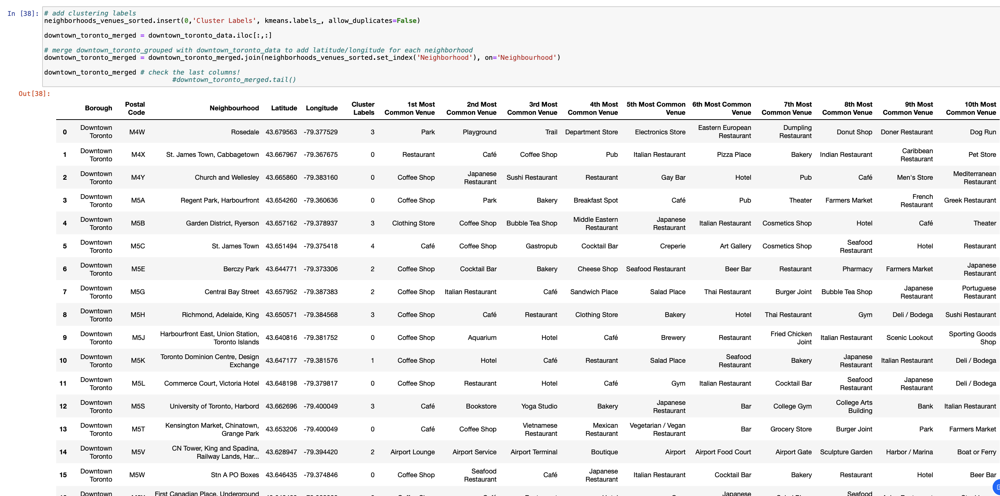 In [38]:
# add clustering labels
neighborhoods_venues_sorted.insert(0,'Cluster Labels', kmeans.labels_, allow_duplicates=False)
downtown_toronto_merged = downtown_toronto_data.iloc[:,:]
# merge downtown_toronto_grouped with downtown_toronto_data to add latitude/longitude for each neighborhood
downtown_toronto_merged = downtown_toronto_merged.join(neighborhoods_venues_sorted.set_index('Neighborhood'), on='Neighbourhood')
downtown_toronto_merged # check the last columns!
#downtown_toronto_merged.tail()
Out[38]:
Borough Postal Code Neighbourhood Latitude Longitude Cluster Labels 1st Most Common Venue 2nd Most Common Venue 3rd Most Common Venue 4th Most Common Venue 5th Most Common Venue 6th Most Common Venue 7th Most Common Venue 8th Most Common Venue 9th Most Common Venue 10th Most Common Venue
0 Downtown Toronto M4W Rosedale 43.679563 -79.377529 3 Park Playground Trail Department Store Electronics Store Eastern European Restaurant Dumpling Restaurant Donut Shop Doner Restaurant Dog Run
1 Downtown Toronto M4X St. James Town, Cabbagetown 43.667967 -79.367675 0 Restaurant Café Coffee Shop Pub Italian Restaurant Pizza Place Bakery Indian Restaurant Caribbean Restaurant Pet Store
2 Downtown Toronto M4Y Church and Wellesley 43.665860 -79.383160 0 Coffee Shop Japanese Restaurant Sushi Restaurant Restaurant Gay Bar Hotel Pub Café Men's Store Mediterranean Restaurant
3 Downtown Toronto M5A Regent Park, Harbourfront 43.654260 -79.360636 0 Coffee Shop Park Bakery Breakfast Spot Café Pub Theater Farmers Market French Restaurant Greek Restaurant
4 Downtown Toronto M5B Garden District, Ryerson 43.657162 -79.378937 3 Clothing Store Coffee Shop Bubble Tea Shop Middle Eastern Restaurant Japanese Restaurant Italian Restaurant Cosmetics Shop Hotel Café Theater
5 Downtown Toronto M5C St. James Town 43.651494 -79.375418 4 Café Coffee Shop Gastropub Cocktail Bar Creperie Art Gallery Cosmetics Shop Seafood Restaurant Hotel Restaurant
6 Downtown Toronto M5E Berczy Park 43.644771 -79.373306 2 Coffee Shop Cocktail Bar Bakery Cheese Shop Seafood Restaurant Beer Bar Restaurant Pharmacy Farmers Market Japanese Restaurant
7 Downtown Toronto M5G Central Bay Street 43.657952 -79.387383 2 Coffee Shop Italian Restaurant Café Sandwich Place Salad Place Thai Restaurant Burger Joint Bubble Tea Shop Japanese Restaurant Portuguese Restaurant
8 Downtown Toronto M5H Richmond, Adelaide, King 43.650571 -79.384568 3 Coffee Shop Café Restaurant Clothing Store Bakery Hotel Thai Restaurant Gym Deli / Bodega Sushi Restaurant
9 Downtown Toronto M5J Harbourfront East, Union Station, Toronto Islands 43.640816 -79.381752 0 Coffee Shop Aquarium Hotel Café Brewery Restaurant Fried Chicken Joint Italian Restaurant Scenic Lookout Sporting Goods Shop
10 Downtown Toronto M5K Toronto Dominion Centre, Design Exchange 43.647177 -79.381576 1 Coffee Shop Hotel Café Restaurant Salad Place Seafood Restaurant Bakery Japanese Restaurant Italian Restaurant Deli / Bodega
11 Downtown Toronto M5L Commerce Court, Victoria Hotel 43.648198 -79.379817 0 Coffee Shop Restaurant Hotel Café Gym Italian Restaurant Cocktail Bar Seafood Restaurant Japanese Restaurant Deli / Bodega
12 Downtown Toronto M5S University of Toronto, Harbord 43.662696 -79.400049 3 Café Bookstore Yoga Studio Bakery Japanese Restaurant Bar College Gym College Arts Building Bank Italian Restaurant
13 Downtown Toronto M5T Kensington Market, Chinatown, Grange Park 43.653206 -79.400049 0 Café Coffee Shop Vietnamese Restaurant Mexican Restaurant Vegetarian / Vegan Restaurant Bar Grocery Store Burger Joint Park Farmers Market
14 Downtown Toronto M5V CN Tower, King and Spadina, Railway Lands, Har... 43.628947 -79.394420 2 Airport Lounge Airport Service Airport Terminal Boutique Airport Airport Food Court Airport Gate Sculpture Garden Harbor / Marina Boat or Ferry
15 Downtown Toronto M5W Stn A PO Boxes 43.646435 -79.374846 0 Coffee Shop Seafood Restaurant Café Japanese Restaurant Italian Restaurant Cocktail Bar Bakery Restaurant Hotel Beer Bar
Downtown First Canadian Place, Underground Japanese Seafood